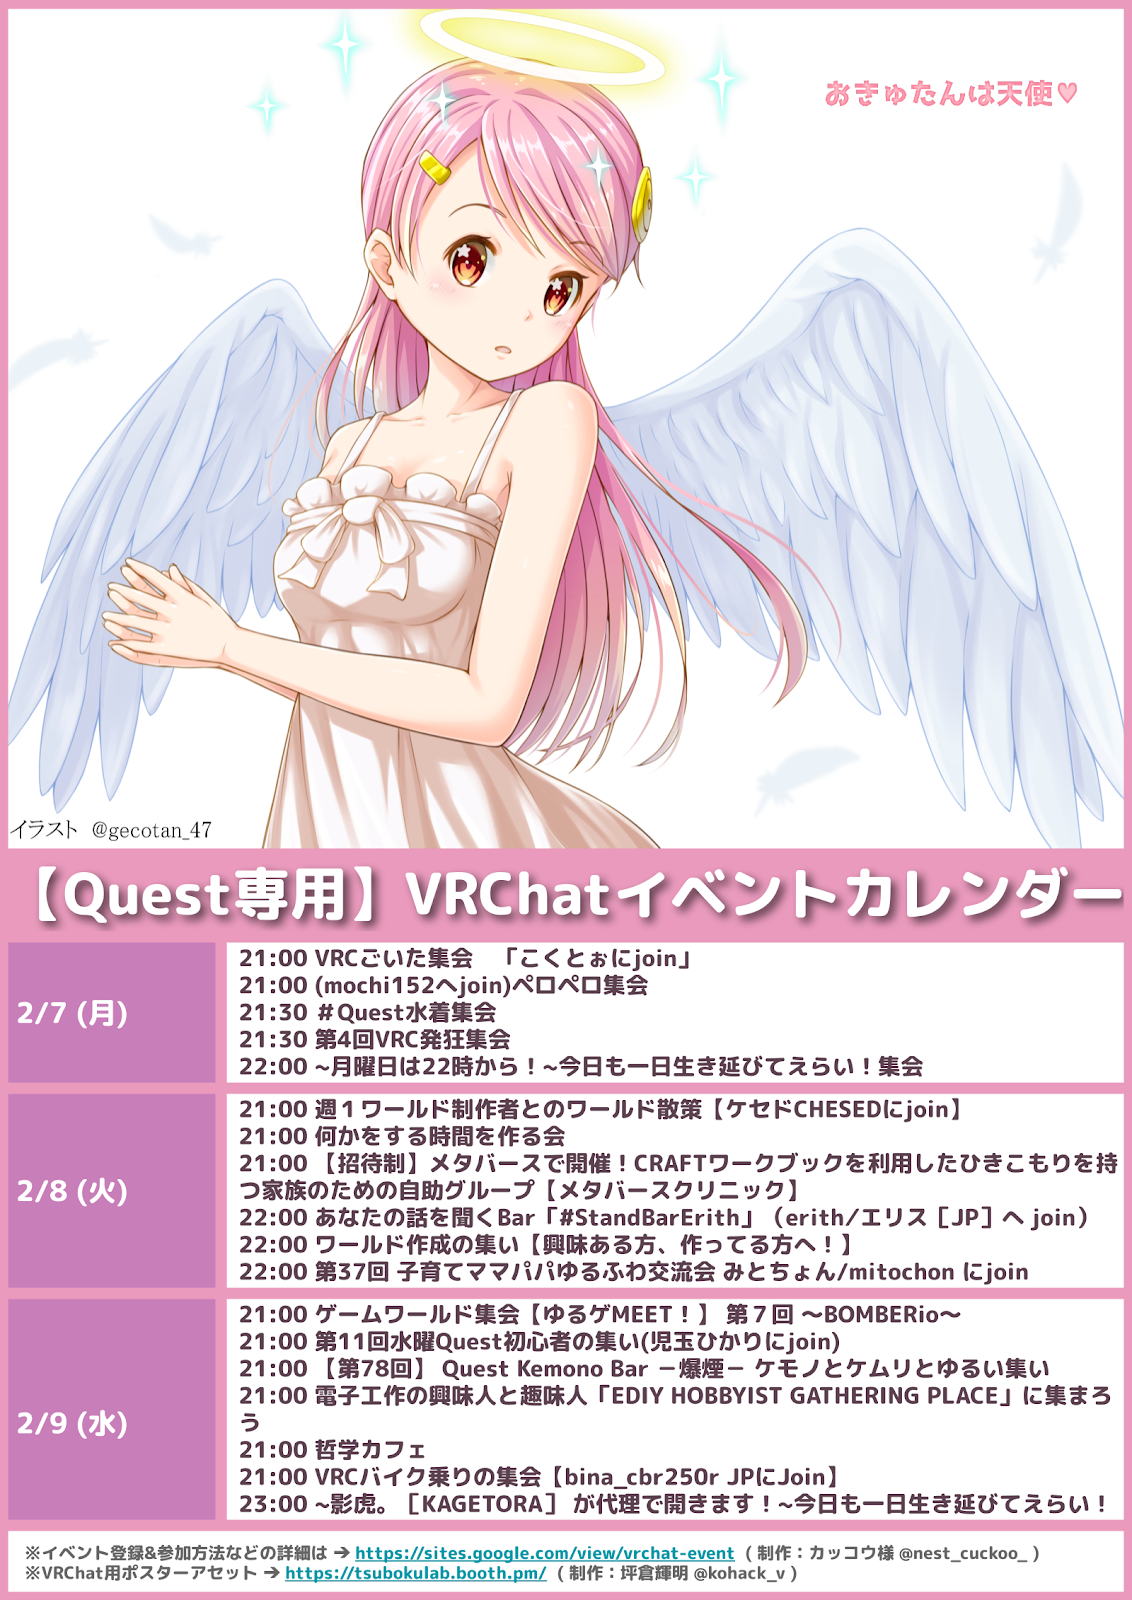 おきゅたんは天使♥
イラスト @gecotan_47
【Quest専用】VRChatイベントカレンダー
2/7 (月)
21:00 VRCごいた集会 「こくとぉにjoin」
21:00 (mochi152へjoin)ペロペロ集会
21:30 ＃Quest水着集会
21:30 第4回VRC発狂集会
22:00 ~月曜日は22時から！~今日も一日生き延びてえらい！集会
2/8 (火)
21:00 週１ワールド制作者とのワールド散策【ケセドCHESEDにjoin】
21:00 何かをする時間を作る会
21:00 【招待制】メタバースで開催！CRAFTワークブックを利用したひきこもりを持
つ家族のための自助グループ【メタバースクリニック】
22:00 あなたの話を聞くBar「#StandBarErith」（erith/エリス［JP］へ join）
22:00 ワールド作成の集い【興味ある方、作ってる方へ！】
22:00 第37回 子育てママパパゆるふわ交流会 みとちょん/mitochon にjoin
2/9 (水)
21:00 ゲームワールド集会【ゆるゲMEET！】 第７回 〜BOMBERio〜
21:00 第11回水曜Quest初心者の集い(児玉ひかりにjoin)
21:00 【第78回】 Quest Kemono Bar －爆煙－ ケモノとケムリとゆるい集い
21:00 電子工作の興味人と趣味人「EDIY HOBBYIST GATHERING PLACE」に集まろ
う
21:00 哲学カフェ
21:00 VRCバイク乗りの集会【bina_cbr250r JPにJoin】
23:00 ~影虎。［KAGETORA］ が代理で開きます！~今日も一日生き延びてえらい！
※イベント登録&参加方法などの詳細は → https://sites.google.com/view/vrchat-event ( 制作：カッコウ様 @nest_cuckoo_ )
※VRChat用ポスターアセット → https://tsubokulab.booth.pm/ ( 制作：坪倉輝明 @kohack_v )